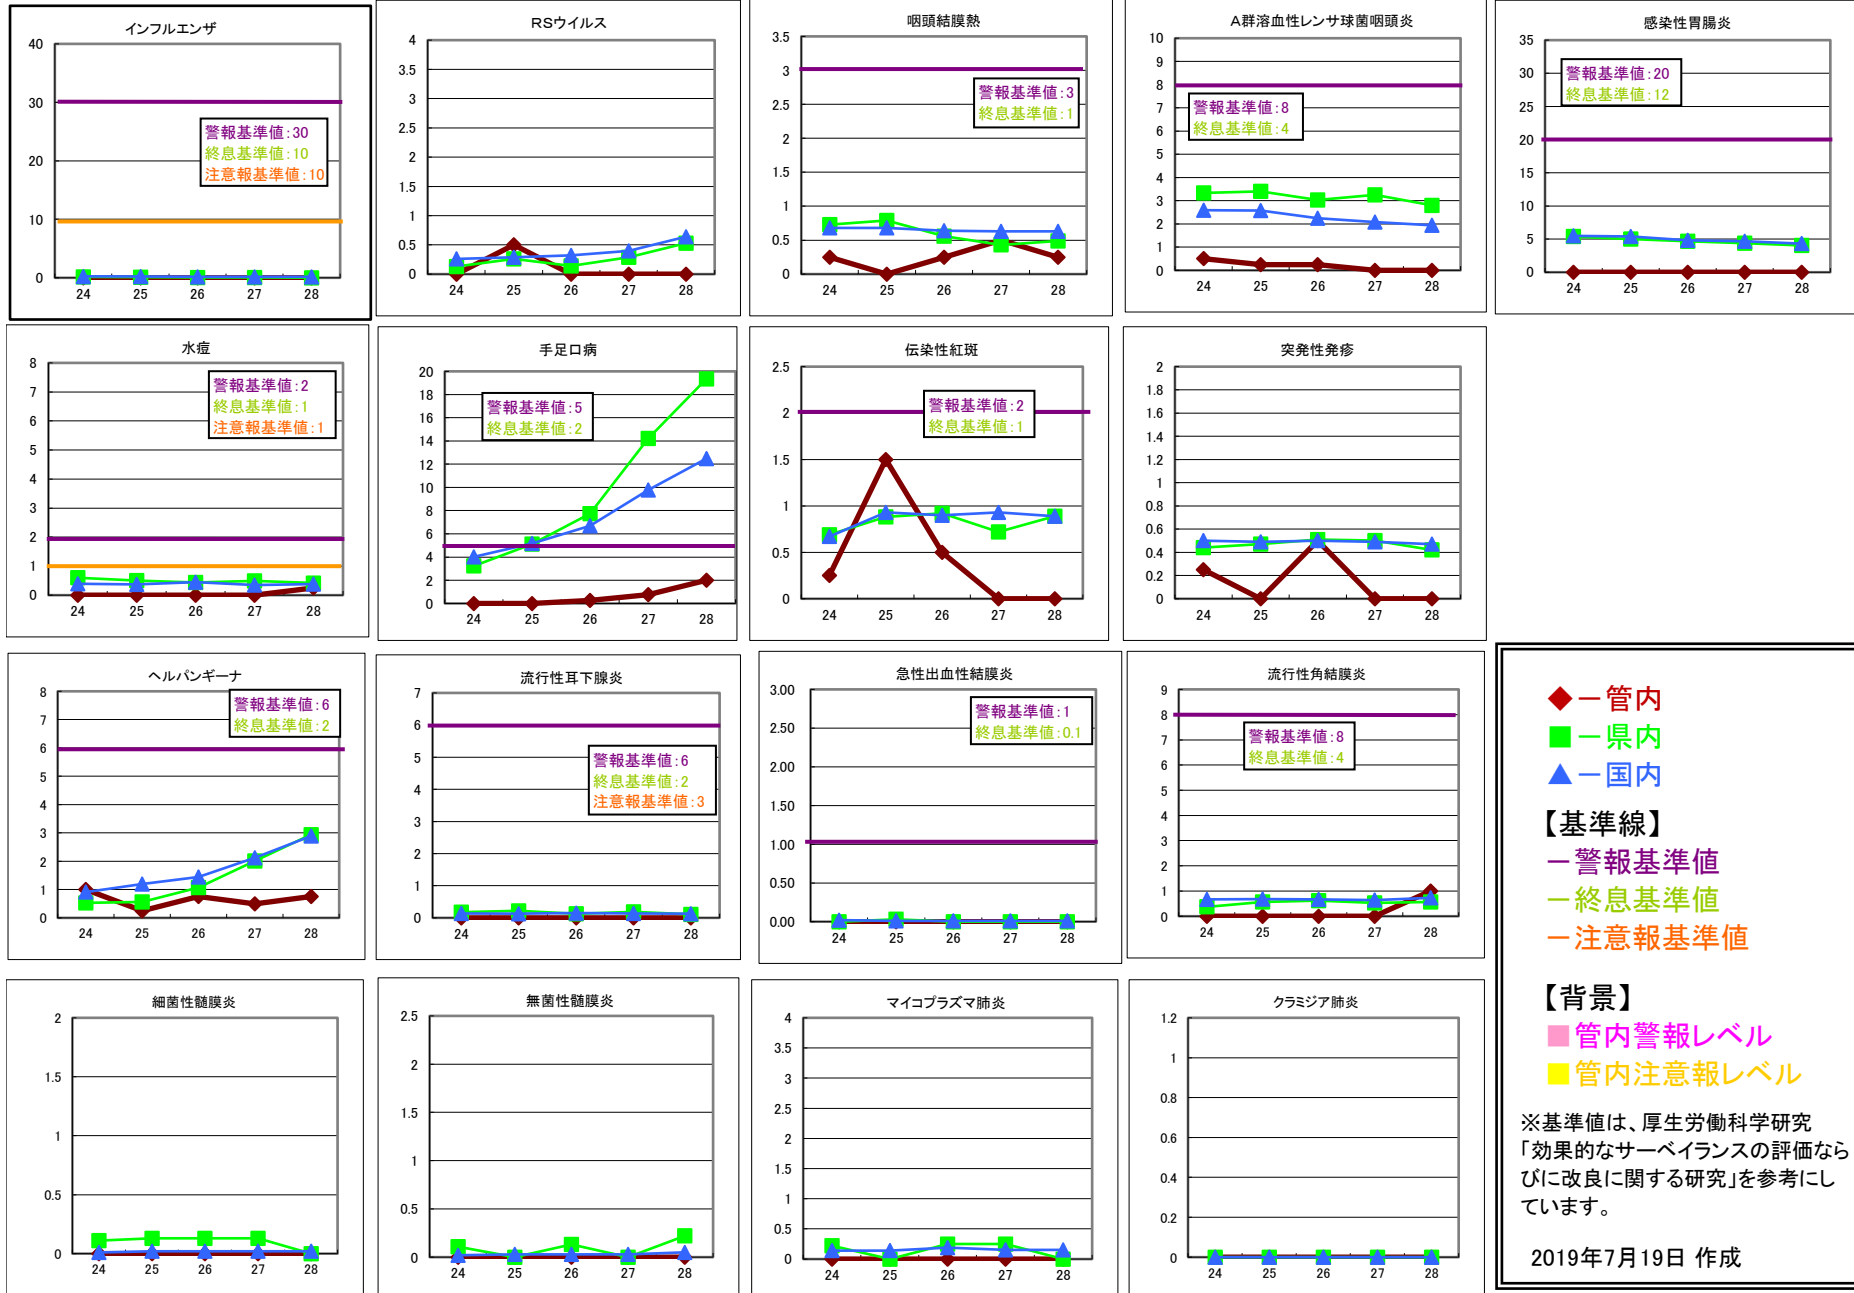 インフルエンザ
40
30
20
10
0
警報基準値:30
終息基準値:10
注意報基準値:10
24 25 26 27 28
RSウイルス
4
3.5
3
2.5
2
1.5
1
0.5
0
24 25 26 27 28
咽頭結膜熱
3.5
3
2.5
2
1.5
1
0.5
0
警報基準値:3
終息基準値:1
24 25 26 27 28
A群溶血性レンサ球菌咽頭炎
10
9
8
7
6
5
4
3
2
1
0
警報基準値:8
終息基準値:4
24 25 26 27 28
感染性胃腸炎
35
30
25
20
15
10
5
0
警報基準値:20
終息基準値:12
24 25 26 27 28
水痘
8
7
6
5
4
3
2
1
0
警報基準値:2
終息基準値:1
注意報基準値:1
24 25 26 27 28
手足口病
20
18
16
14
12
10
8
6
4
2
0
警報基準値:5
終息基準値:2
24 25 26 27 28
伝染性紅斑
2.5
2
1.5
1
0.5
0
警報基準値:2
終息基準値:1
24 25 26 27 28
突発性発疹
2
1.8
1.6
1.4
1.2
1
0.8
0.6
0.4
0.2
0
24 25 26 27 28
ヘルパンギーナ
8
7
6
5
4
3
2
1
0
警報基準値:6
終息基準値:2
24 25 26 27 28
流行性耳下腺炎
7
6
5
4
3
2
1
0
警報基準値:6
終息基準値:2
注意報基準値:3
24 25 26 27 28
急性出血性結膜炎
3.00
2.50
2.00
1.50
1.00
0.50
0.00
警報基準値:1
終息基準値:0.1
24 25 26 27 28
流行性角結膜炎
9
8
7
6
5
4
3
2
1
0
警報基準値:8
終息基準値:4
24 25 26 27 28
細菌性髄膜炎
2
1.5
1
0.5
0
24 25 26 27 28
無菌性髄膜炎
2.5
2
1.5
1
0.5
0
24 25 26 27 28
マイコプラズマ肺炎
4
3.5
3
2.5
2
1.5
1
0.5
0
24 25 26 27 28
クラミジア肺炎
1.2
1
0.8
0.6
0.4
0.2
0
24 25 26 27 28
◆ー管内
■ー県内
▲ー国内
【基準線】
ー警報基準値
ー終息基準値
ー注意報基準値
【背景】
■管内警報レベル
■管内注意報レベル
※基準値は、厚生労働科学研究
「効果的なサーベイランスの評価なら
びに改良に関する研究」を参考にし
ています。
2019年7月19日 作成